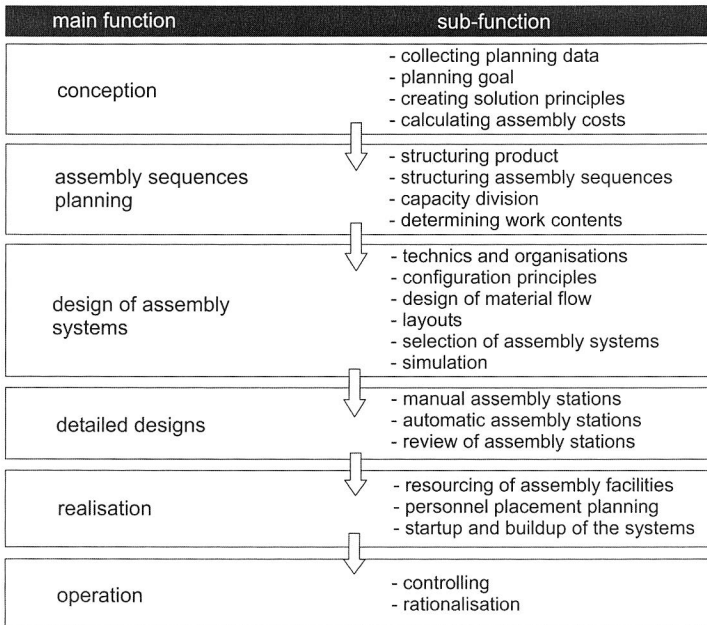 main function sub-function
conception
- collecting planning data
- planning goal
- creating solution principles
- calculating assembly costs
assembly sequences
planning
- structuring product
- structuring assembly sequences
- capacity division
- determining work contents
design of assembly
systems
- technics and organisations
- configuration principles
- design of material flow
- layouts
- selection of assembly systems
- simulation
detailed designs
- manual assembly stations
- automatic assembly stations
- review of assembly stations
realisation
- resourcing of assembly facilities
- personnel placement planning
- startup and buildup of the systems
operation
- controlling
- rationalisation